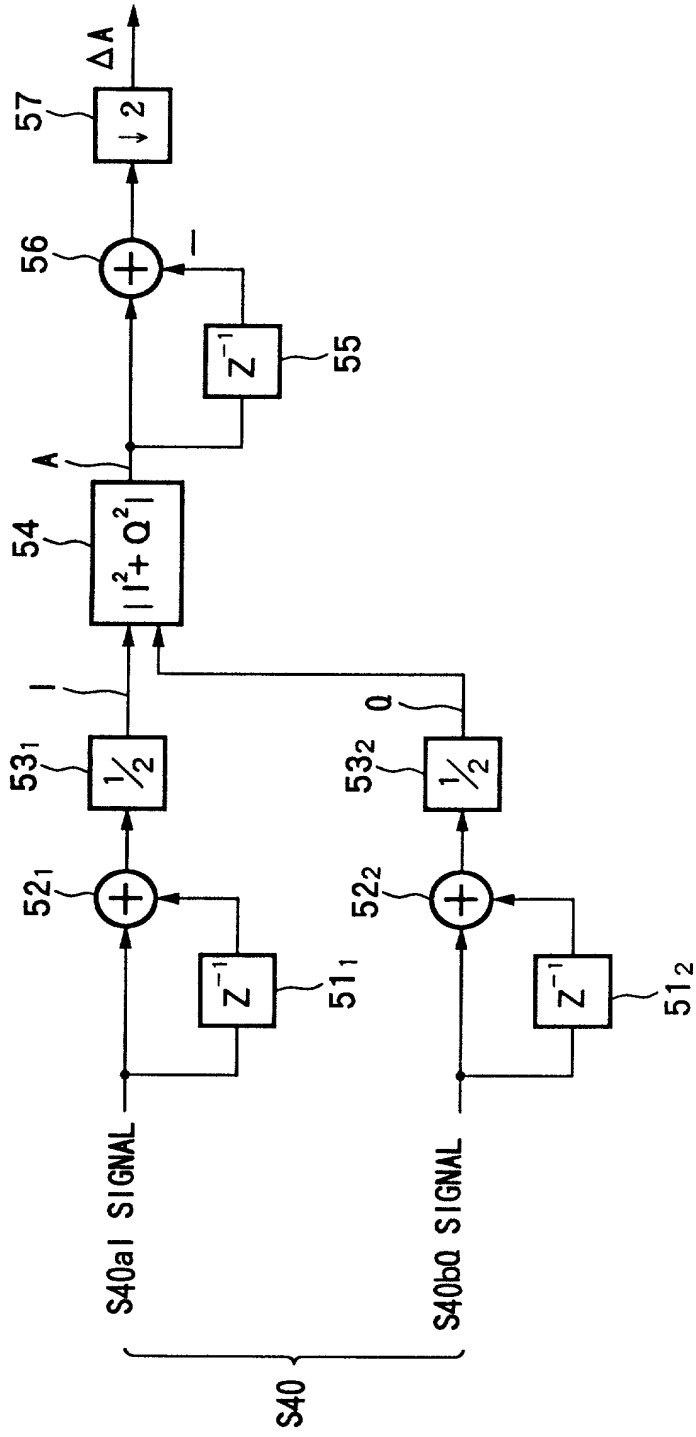 S40
S40aI SIGNAL
Z⁻¹
51₁
+
52₁
1/2
53₁
I
S40bQ SIGNAL
Z⁻¹
51₂
+
52₂
1/2
53₂
Q
|I²+Q²|
54
A
Z⁻¹
55
+
56
−
↓2
57
ΔA